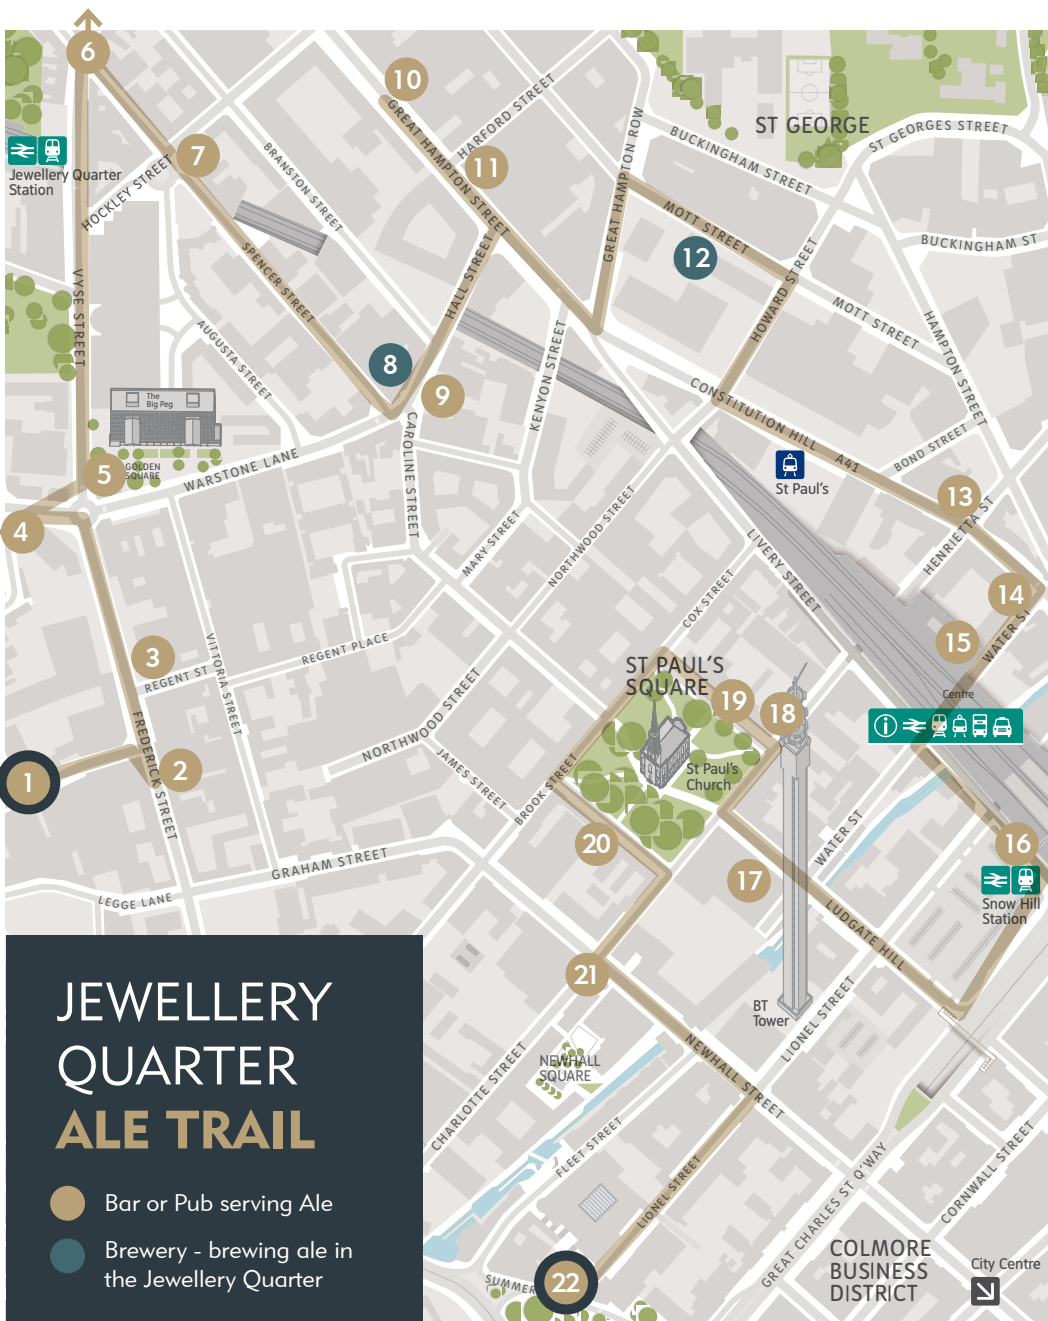 6
10
7
11
12
8
9
5
4
13
14
15
3
19
18
2
1
16
20
17
21
22
ST GEORGE
ST GEORGES STREET
HARFORD STREET
GREAT HAMPTON STREET
GREAT HAMPTON ROW
BUCKINGHAM STREET
BUCKINGHAM ST
Jewellery Quarter
Station
HOCKLEY STREET
BRANSTON STREET
MOTT STREET
MOTT STREET
HOWARD STREET
HAMPTON STREET
VYSE STREET
SPENCER STREET
HALL STREET
AUGUSTA STREET
KENYON STREET
CONSTITUTION HILL
A41
BOND STREET
The
Big Peg
GOLDEN
SQUARE
WARSTONE LANE
CAROLINE STREET
St Paul's
HENRIETTA ST
MARY STREET
NORTHWOOD STREET
LIVERY STREET
COX STREET
WATER ST
Centre
VITTORIA STREET
REGENT ST
REGENT PLACE
ST PAUL'S
SQUARE
St Paul's
Church
NORTHWOOD STREET
JAMES STREET
BROOK STREET
FREDERICK STREET
GRAHAM STREET
LEGGE LANE
WATER ST
Snow Hill
Station
LUDGATE HILL
BT
Tower
LIONEL STREET
NEWHALL
SQUARE
NEWHALL STREET
CHARLOTTE STREET
FLEET STREET
LIONEL STREET
GREAT CHARLES ST Q'WAY
CORNWALL STREET
SUMMER
COLMORE
BUSINESS
DISTRICT
City Centre
JEWELLERY
QUARTER
ALE TRAIL
Bar or Pub serving Ale
Brewery - brewing ale in
the Jewellery Quarter